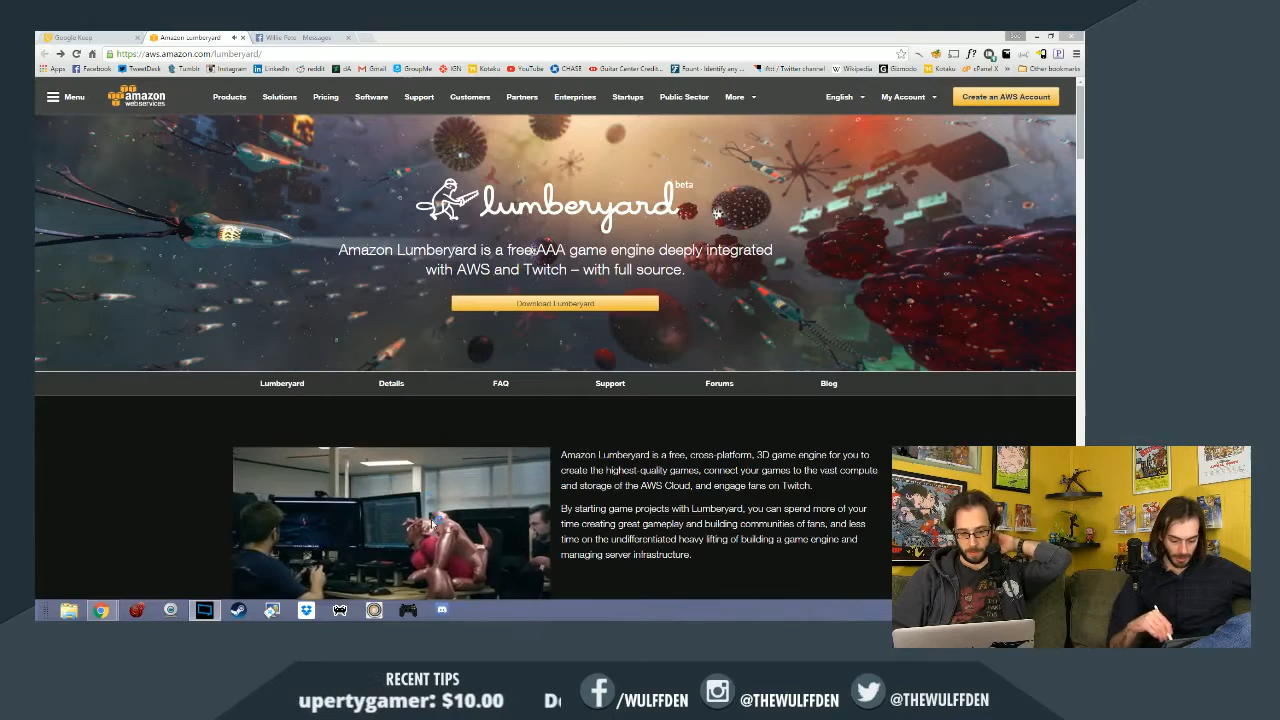 Google Keep
Amazon Lumberyard
Willie Pete - Messages
https://aws.amazon.com/lumberyard/
Apps
Facebook
TweetDeck
Tumblr
Instagram
LinkedIn
reddit
dA
Gmail
GroupMe
IGN
Kotaku
YouTube
CHASE
Guitar Center Credit...
Fount - Identify any ...
ifttt / Twitter channel
Wikipedia
Gizmodo
Kotaku
cPanel X
Other bookmarks
Menu
amazon
webservices
Products
Solutions
Pricing
Software
Support
Customers
Partners
Enterprises
Startups
Public Sector
More
English
My Account
Create an AWS Account
lumberyard beta
Amazon Lumberyard is a free AAA game engine deeply integrated
with AWS and Twitch – with full source.
Download Lumberyard
Lumberyard
Details
FAQ
Support
Forums
Blog
Amazon Lumberyard is a free, cross-platform, 3D game engine for you to
create the highest-quality games, connect your games to the vast compute
and storage of the AWS Cloud, and engage fans on Twitch.
By starting game projects with Lumberyard, you can spend more of your
time creating great gameplay and building communities of fans, and less
time on the undifferentiated heavy lifting of building a game engine and
managing server infrastructure.
RECENT TIPS
upertygamer: $10.00
/WULFFDEN
@THEWULFFDEN
@THEWULFFDEN